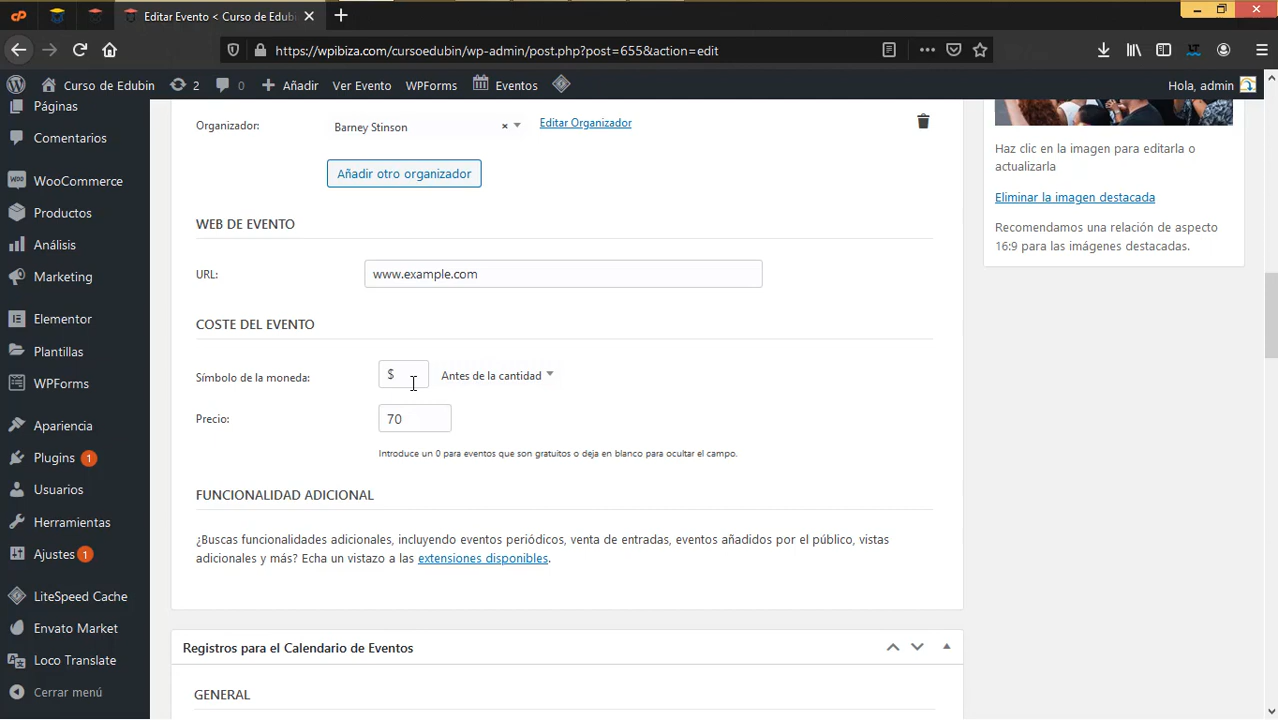 Editar Evento < Curso de Edubi
https://wpibiza.com/cursoedubin/wp-admin/post.php?post=655&action=edit
Curso de Edubin 2 0 Añadir Ver Evento WPForms Eventos Hola, admin
Páginas
Comentarios
WooCommerce
Productos
Análisis
Marketing
Elementor
Plantillas
WPForms
Apariencia
Plugins 1
Usuarios
Herramientas
Ajustes 1
LiteSpeed Cache
Envato Market
Loco Translate
Cerrar menú
Organizador: Barney Stinson × Editar Organizador
Añadir otro organizador
WEB DE EVENTO
URL: www.example.com
COSTE DEL EVENTO
Símbolo de la moneda: $ Antes de la cantidad
Precio: 70
Introduce un 0 para eventos que son gratuitos o deja en blanco para ocultar el campo.
FUNCIONALIDAD ADICIONAL
¿Buscas funcionalidades adicionales, incluyendo eventos periódicos, venta de entradas, eventos añadidos por el público, vistas
adicionales y más? Echa un vistazo a las extensiones disponibles.
Registros para el Calendario de Eventos
GENERAL
Haz clic en la imagen para editarla o
actualizarla
Eliminar la imagen destacada
Recomendamos una relación de aspecto
16:9 para las imágenes destacadas.